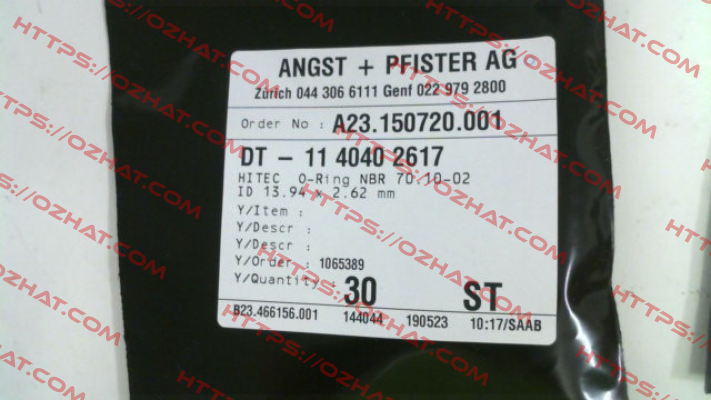 ANGST + PFISTER AG
Zürich 044 306 6111 Genf 022 979 2800
Order No : A23.150720.001
DT - 11 4040 2617
HITEC O-Ring NBR 70.10-02
ID 13.94 x 2.62 mm
Y/Item :
Y/Descr :
Y/Descr :
Y/Order : 1065389
Y/Quantity : 30 ST
B23.466156.001 144044 190523 10:17/SAAB
HTTPS://OZHAT.COM